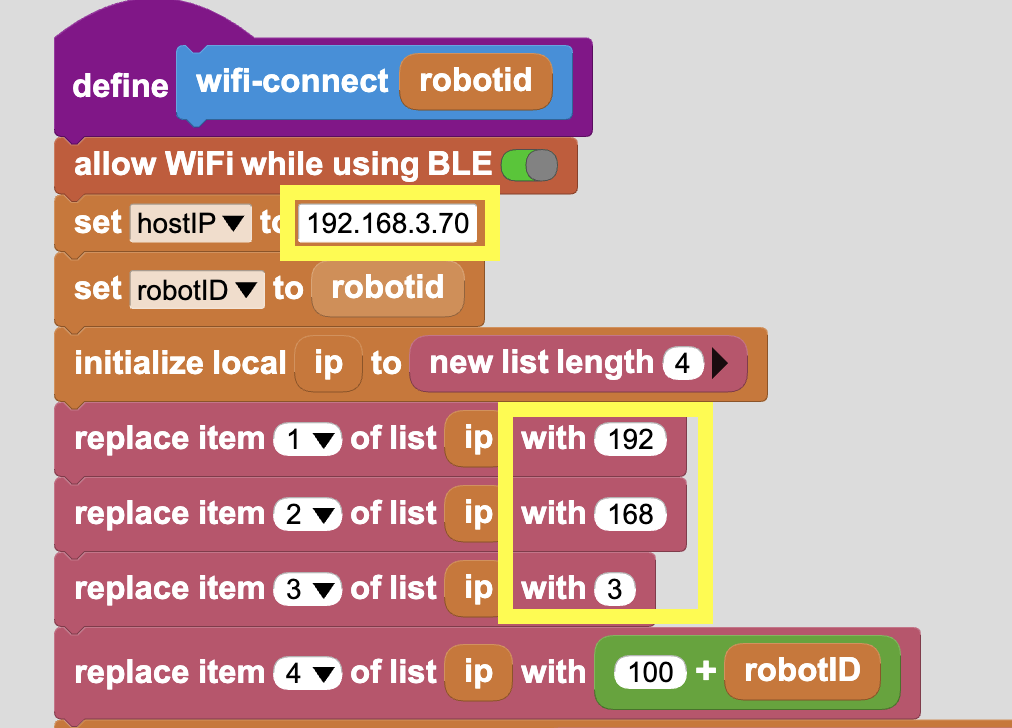 define wifi-connect robotid
allow WiFi while using BLE
set hostIP to 192.168.3.70
set robotID to robotid
initialize local ip to new list length 4
replace item 1 of list ip with 192
replace item 2 of list ip with 168
replace item 3 of list ip with 3
replace item 4 of list ip with 100 + robotID